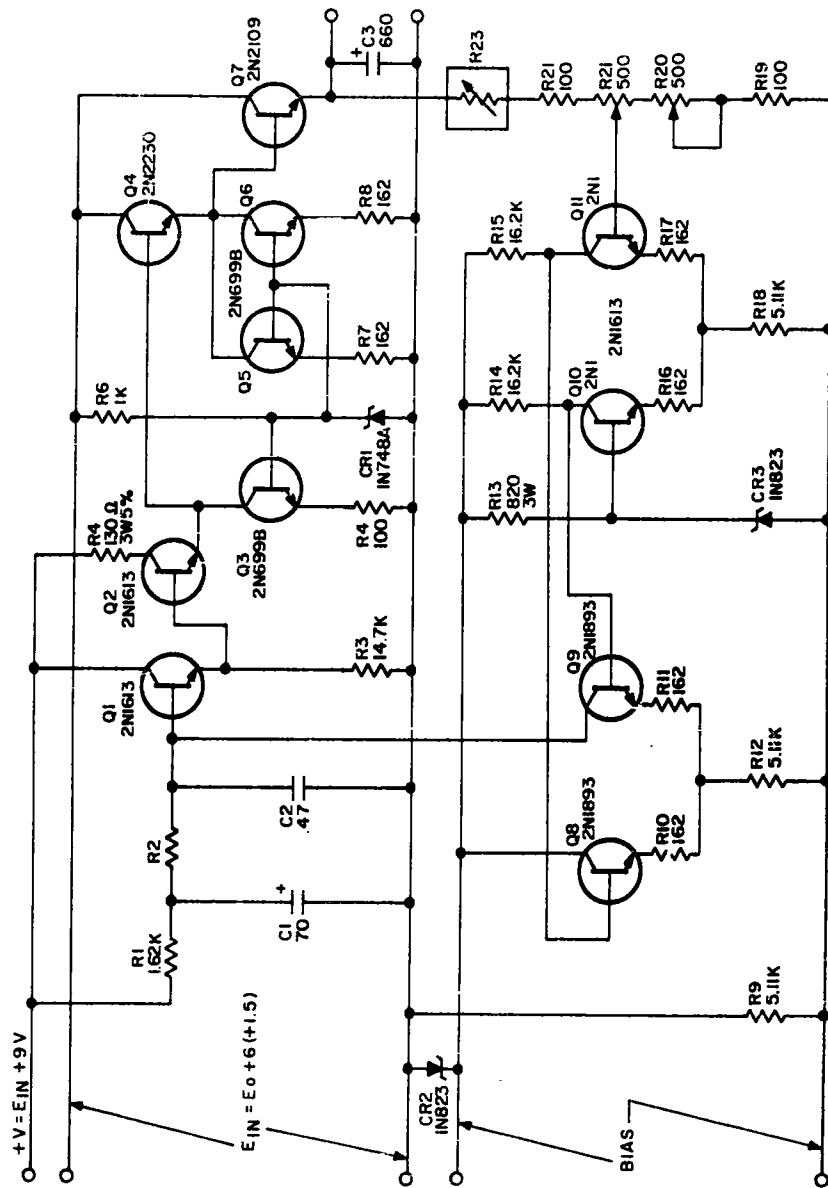 +V = EIN + 9V
EIN = Eo + 6 (+1.5)
R1
1.62K
R2
C1
70
+
C2
.47
Q1
2N1613
R3
14.7K
Q2
2N1613
R4
130Ω
3W5%
Q3
2N699B
R4
100
R6
1K
CR1
1N748A
Q4
2N2230
Q5
2N699B
Q6
R7
162
R8
162
Q7
2N2109
+
C3
660
R23
R21
100
R21
500
R20
500
R19
100
CR2
1N823
BIAS
R9
5.11K
Q8
2N1893
R10
162
Q9
2N1893
R11
162
R12
5.11K
R13
820
3W
R14
16.2K
Q10
2N1
R16
162
CR3
1N823
R15
16.2K
Q11
2N1
2N1613
R17
162
R18
5.11K